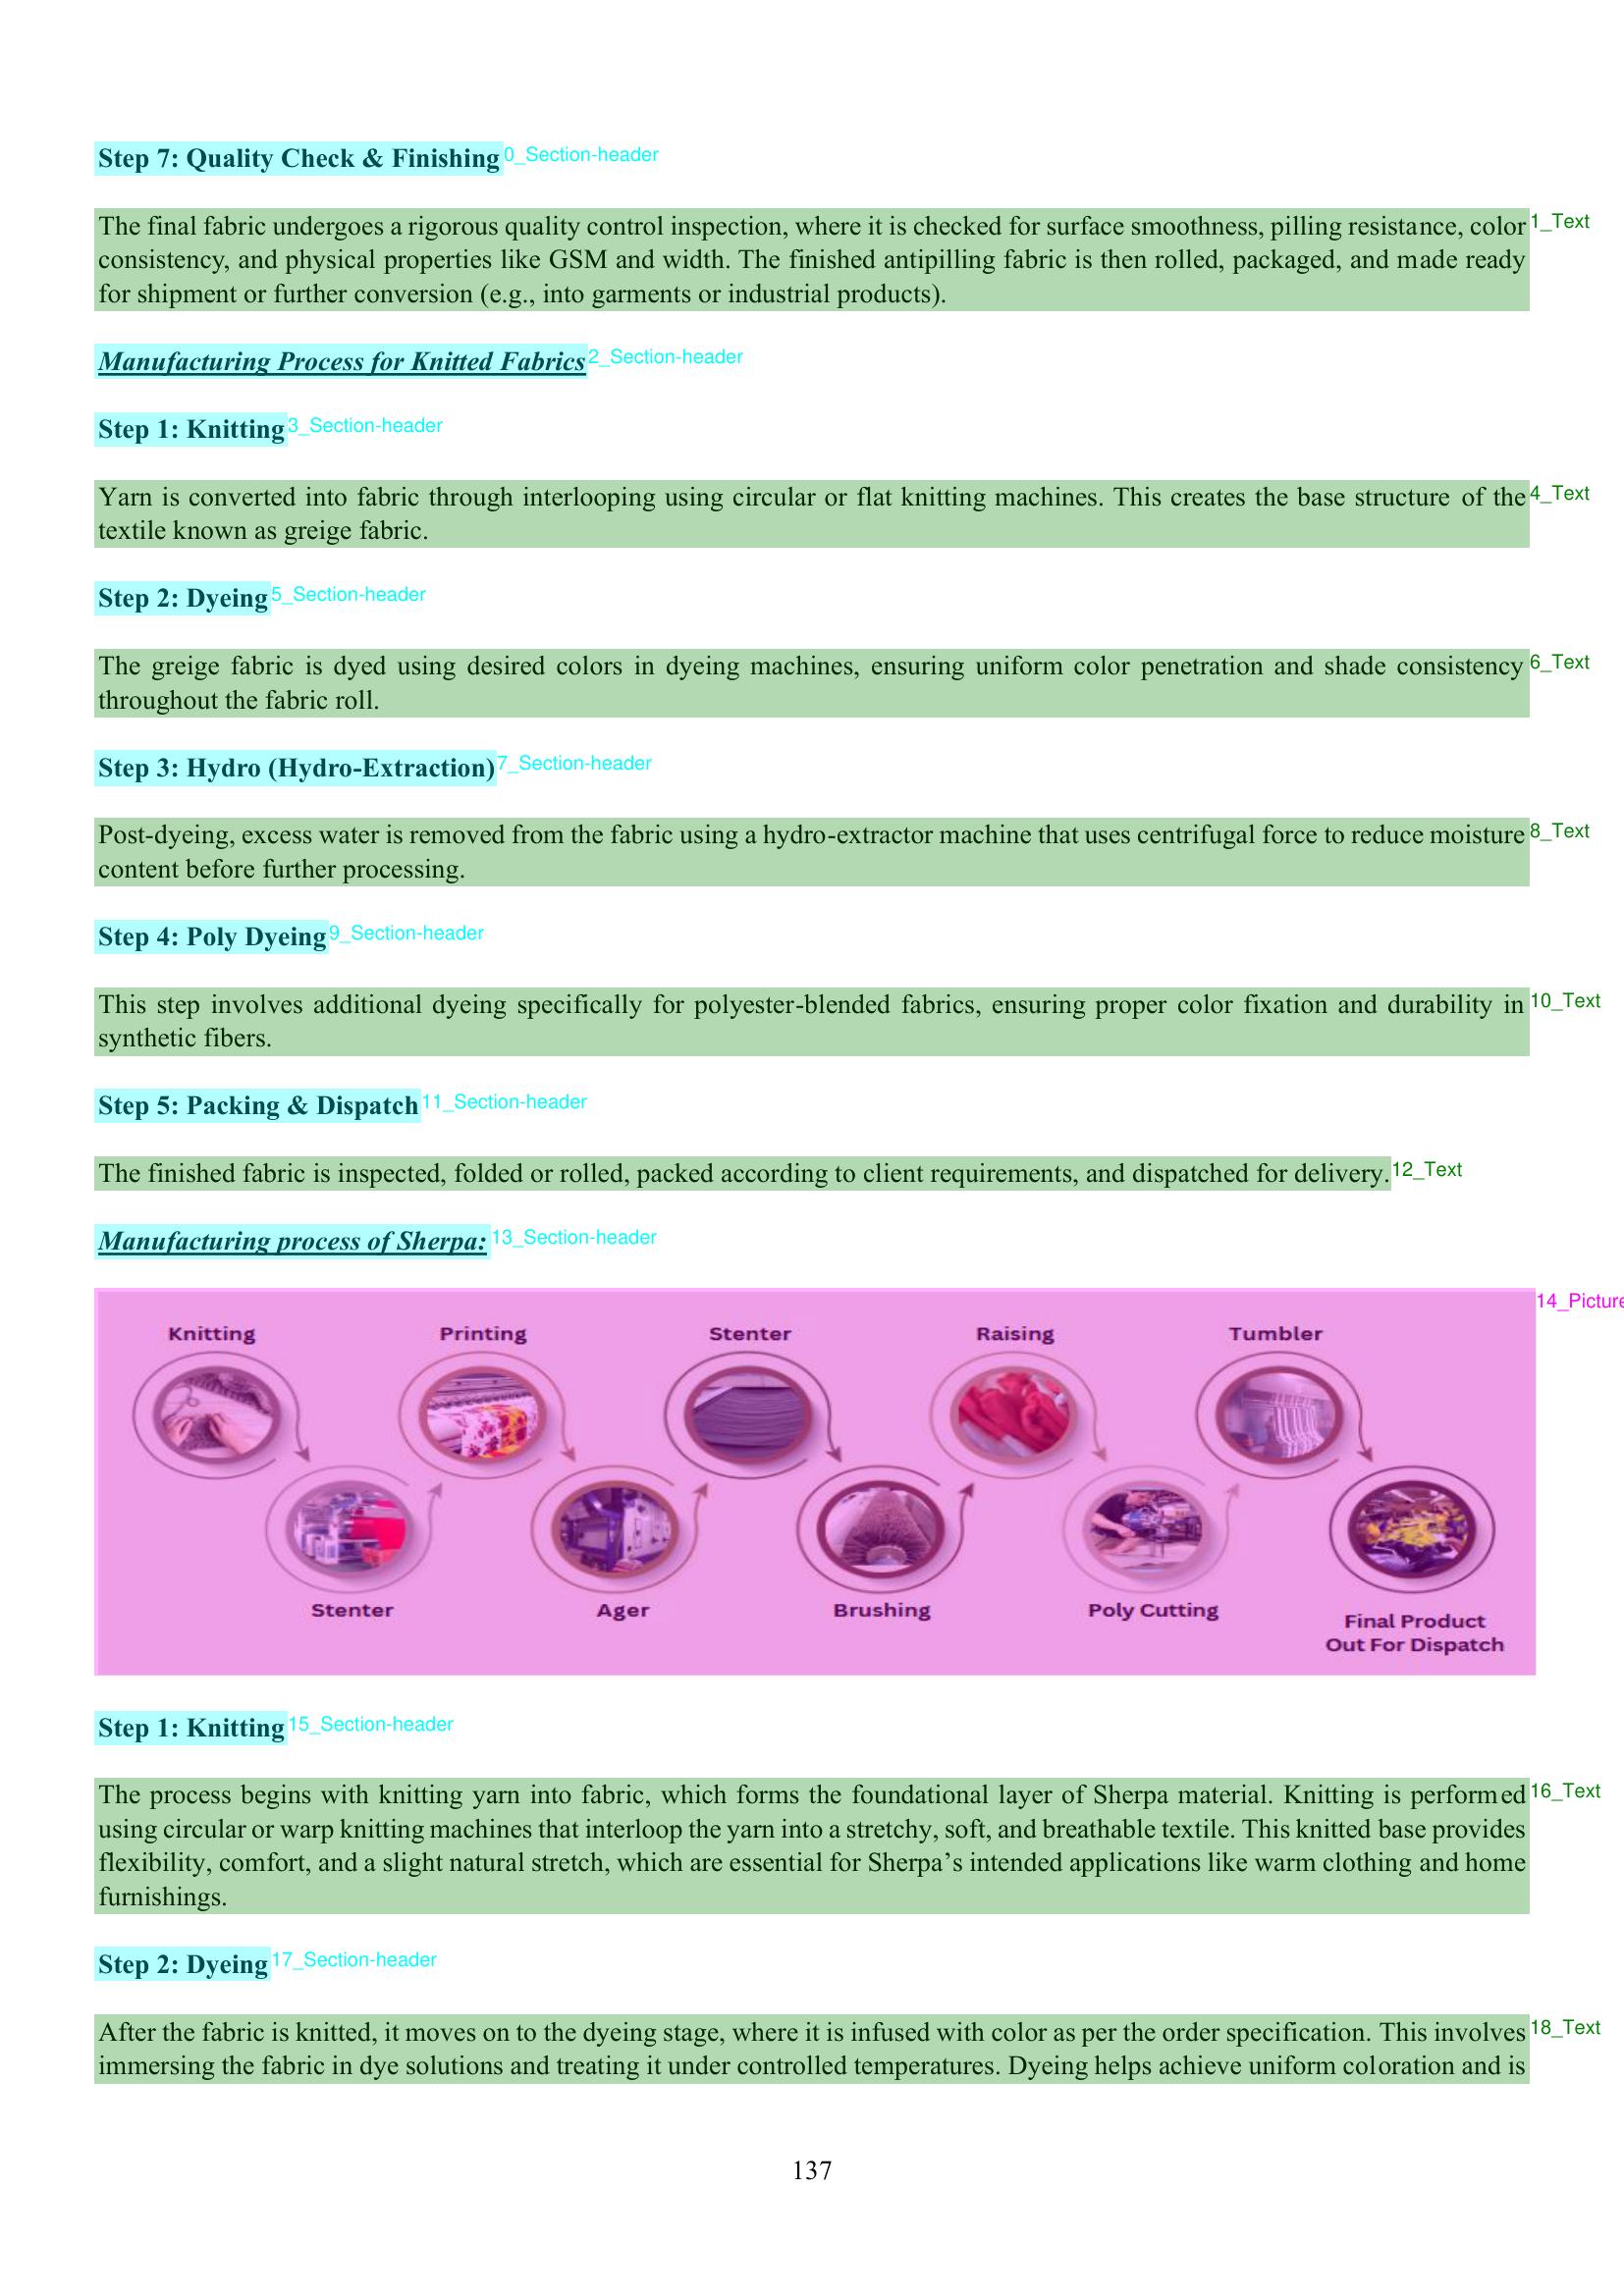 Step 7: Quality Check & Finishing 0_Section-header
The final fabric undergoes a rigorous quality control inspection, where it is checked for surface smoothness, pilling resistance, color 1_Text
consistency, and physical properties like GSM and width. The finished antipilling fabric is then rolled, packaged, and made ready
for shipment or further conversion (e.g., into garments or industrial products).
Manufacturing Process for Knitted Fabrics 2_Section-header
Step 1: Knitting 3_Section-header
Yarn is converted into fabric through interlooping using circular or flat knitting machines. This creates the base structure of the 4_Text
textile known as greige fabric.
Step 2: Dyeing 5_Section-header
The greige fabric is dyed using desired colors in dyeing machines, ensuring uniform color penetration and shade consistency 6_Text
throughout the fabric roll.
Step 3: Hydro (Hydro-Extraction) 7_Section-header
Post-dyeing, excess water is removed from the fabric using a hydro-extractor machine that uses centrifugal force to reduce moisture 8_Text
content before further processing.
Step 4: Poly Dyeing 9_Section-header
This step involves additional dyeing specifically for polyester-blended fabrics, ensuring proper color fixation and durability in 10_Text
synthetic fibers.
Step 5: Packing & Dispatch 11_Section-header
The finished fabric is inspected, folded or rolled, packed according to client requirements, and dispatched for delivery. 12_Text
Manufacturing process of Sherpa: 13_Section-header
14_Picture
Knitting Printing Stenter Raising Tumbler
Stenter Ager Brushing Poly Cutting Final Product
Out For Dispatch
Step 1: Knitting 15_Section-header
The process begins with knitting yarn into fabric, which forms the foundational layer of Sherpa material. Knitting is performed 16_Text
using circular or warp knitting machines that interloop the yarn into a stretchy, soft, and breathable textile. This knitted base provides
flexibility, comfort, and a slight natural stretch, which are essential for Sherpa’s intended applications like warm clothing and home
furnishings.
Step 2: Dyeing 17_Section-header
After the fabric is knitted, it moves on to the dyeing stage, where it is infused with color as per the order specification. This involves 18_Text
immersing the fabric in dye solutions and treating it under controlled temperatures. Dyeing helps achieve uniform coloration and is
137